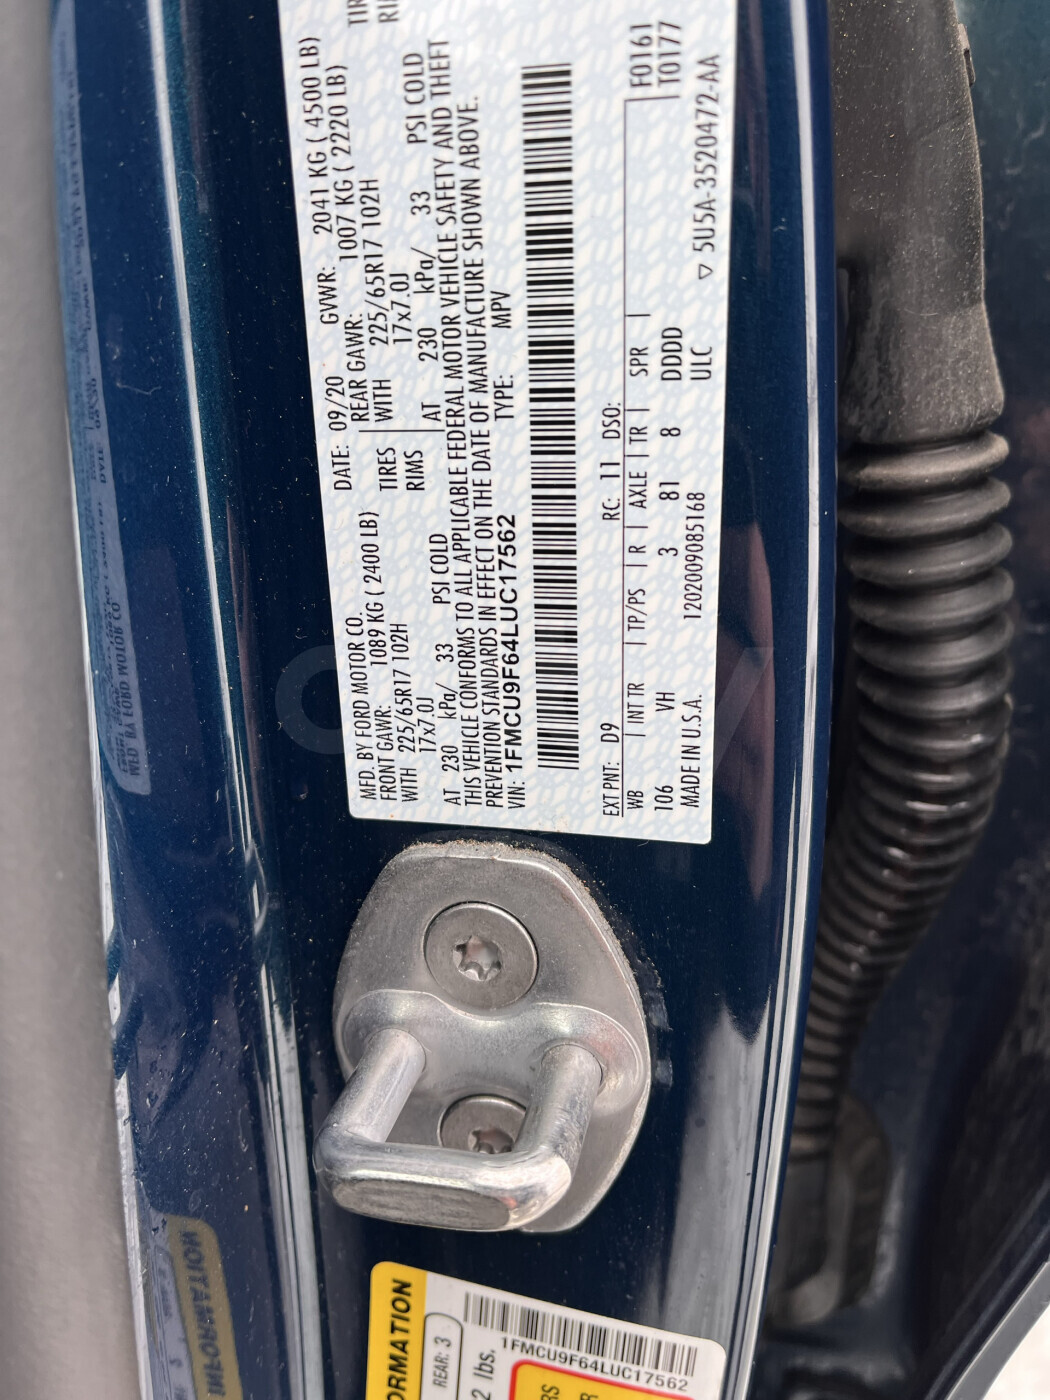 MFD. BY FORD MOTOR CO. DATE: 09/20 GVWR: 2041 KG ( 4500 LB)
FRONT GAWR: 1089 KG ( 2400 LB) REAR GAWR: 1007 KG ( 2220 LB)
WITH 225/65R17 102H TIRES WITH 225/65R17 102H
17x7.0J RIMS 17x7.0J
AT 230 kPa/ 33 PSI COLD AT 230 kPa/ 33 PSI COLD
THIS VEHICLE CONFORMS TO ALL APPLICABLE FEDERAL MOTOR VEHICLE SAFETY AND THEFT
PREVENTION STANDARDS IN EFFECT ON THE DATE OF MANUFACTURE SHOWN ABOVE.
VIN: 1FMCU9F64LUC17562 TYPE: MPV
EXT PNT: D9 RC: 11 DSO: F0161
WB | INT TR | TP/PS | R | AXLE | TR | SPR | T0177
106 VH 3 81 8 DDDD
MADE IN U.S.A. 1202009085168 ULC ▽ 5U5A-3520472-AA
ORMATION
REAR: 3
2 lbs.
1FMCU9F64LUC17562